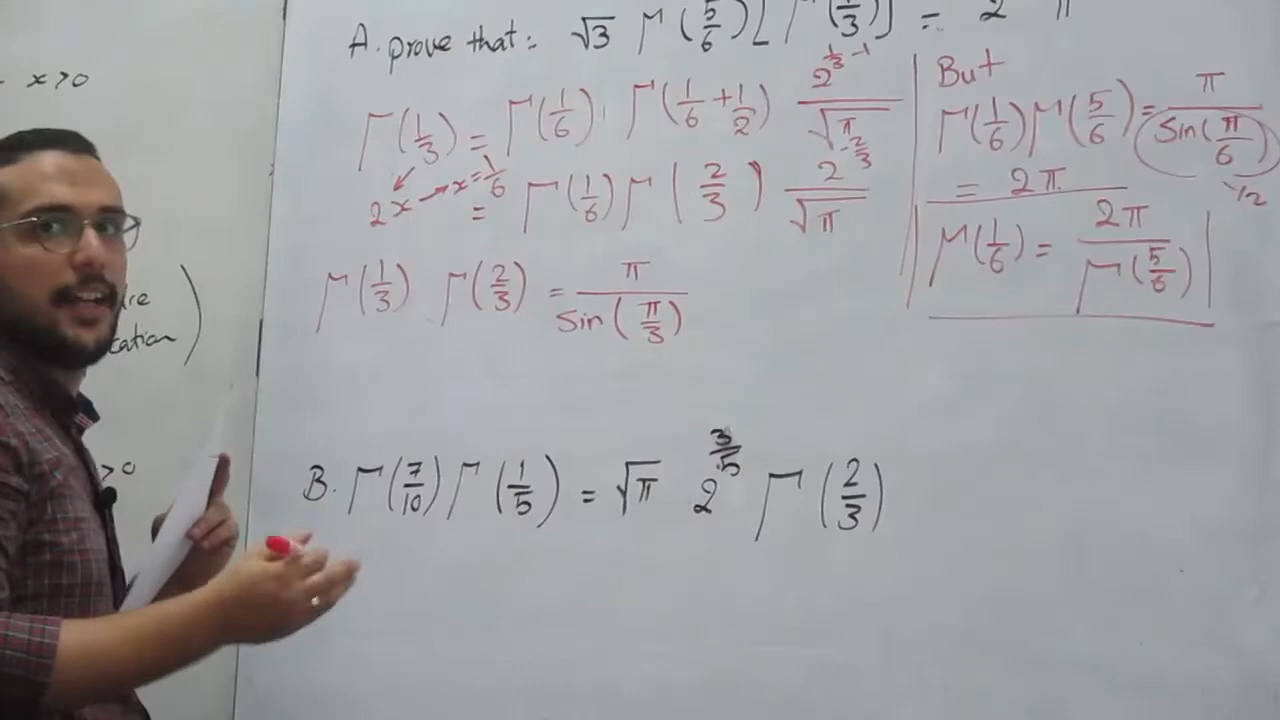 A. prove that: √3 Γ(5/6) [Γ(1/3)] = 2 π
x>0
Γ(1/3) = Γ(1/6) . Γ(1/6 + 1/2) 2^(1/3 - 1) / √π
2x → x = 1/6
= Γ(1/6) Γ(2/3) 2^(-2/3) / √π
Γ(1/3) Γ(2/3) = π / sin(π/3)
But
Γ(1/6) Γ(5/6) = π / sin(π/6)
1/2
= 2π
Γ(1/6) = 2π / Γ(5/6)
>0
B. Γ(7/10) Γ(1/5) = √π 2^(3/5) Γ(2/3)